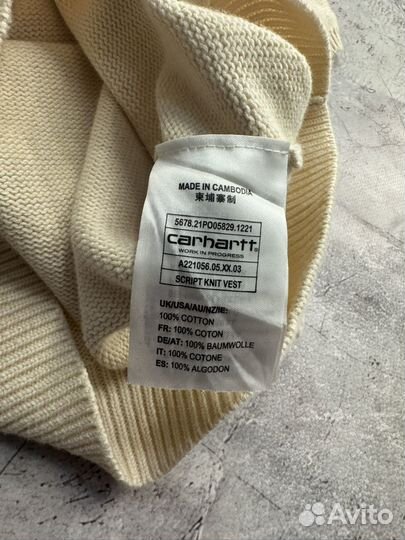 MADE IN CAMBODIA
柬埔寨制
5678.21PO05829.1221
carhartt®
WORK IN PROGRESS
A221056.05.XX.03
SCRIPT KNIT VEST
UK/USA/AU/NZ/IE:
100% COTTON
FR: 100% COTON
DE/AT: 100% BAUMWOLLE
IT: 100% COTONE
ES: 100% ALGODON
Avito